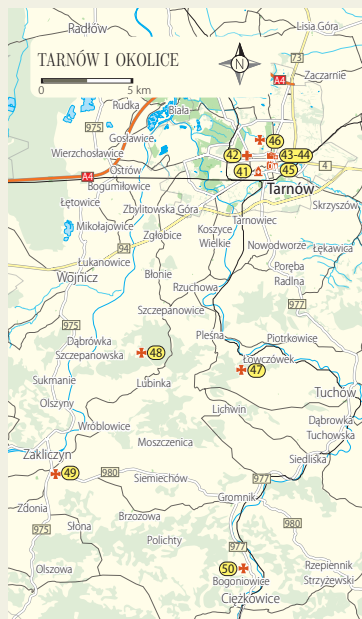 Radłów
Lisia Góra
TARNÓW I OKOLICE
N
73
A4
Zaczarnie
0 5 km
Rudka
Biała
975
Gosławice
46
Wierzchosławice
42
43-44
Ostrów
41
45
4
A4
Tarnów
Bogumiłowice
Łętowice
Skrzyszów
Zbylitowska Góra
Tarnowiec
Mikołajowice
Koszyce
Zgłobice
Wielkie
Nowodworze
Łękawica
94
Łukanowice
Poręba
Wojnicz
Błonie
Radlna
Rzuchowa
977
Szczepanowice
975
Pleśna
Piotrkowice
Dąbrówka
Szczepanowska
48
Łowczówek
47
Sukmanie
Lubinka
Tuchów
Olszyny
Lichwin
Dąbrówka
Tuchowska
Wróblowice
Moszczenica
Zakliczyn
Siedliska
49
980
977
Siemiechów
Gromnik
Zdonia
Brzozowa
980
975
Słona
Polichty
977
Olszowa
50
Rzepiennik
Bogoniowice
Strzyżewski
Ciężkowice